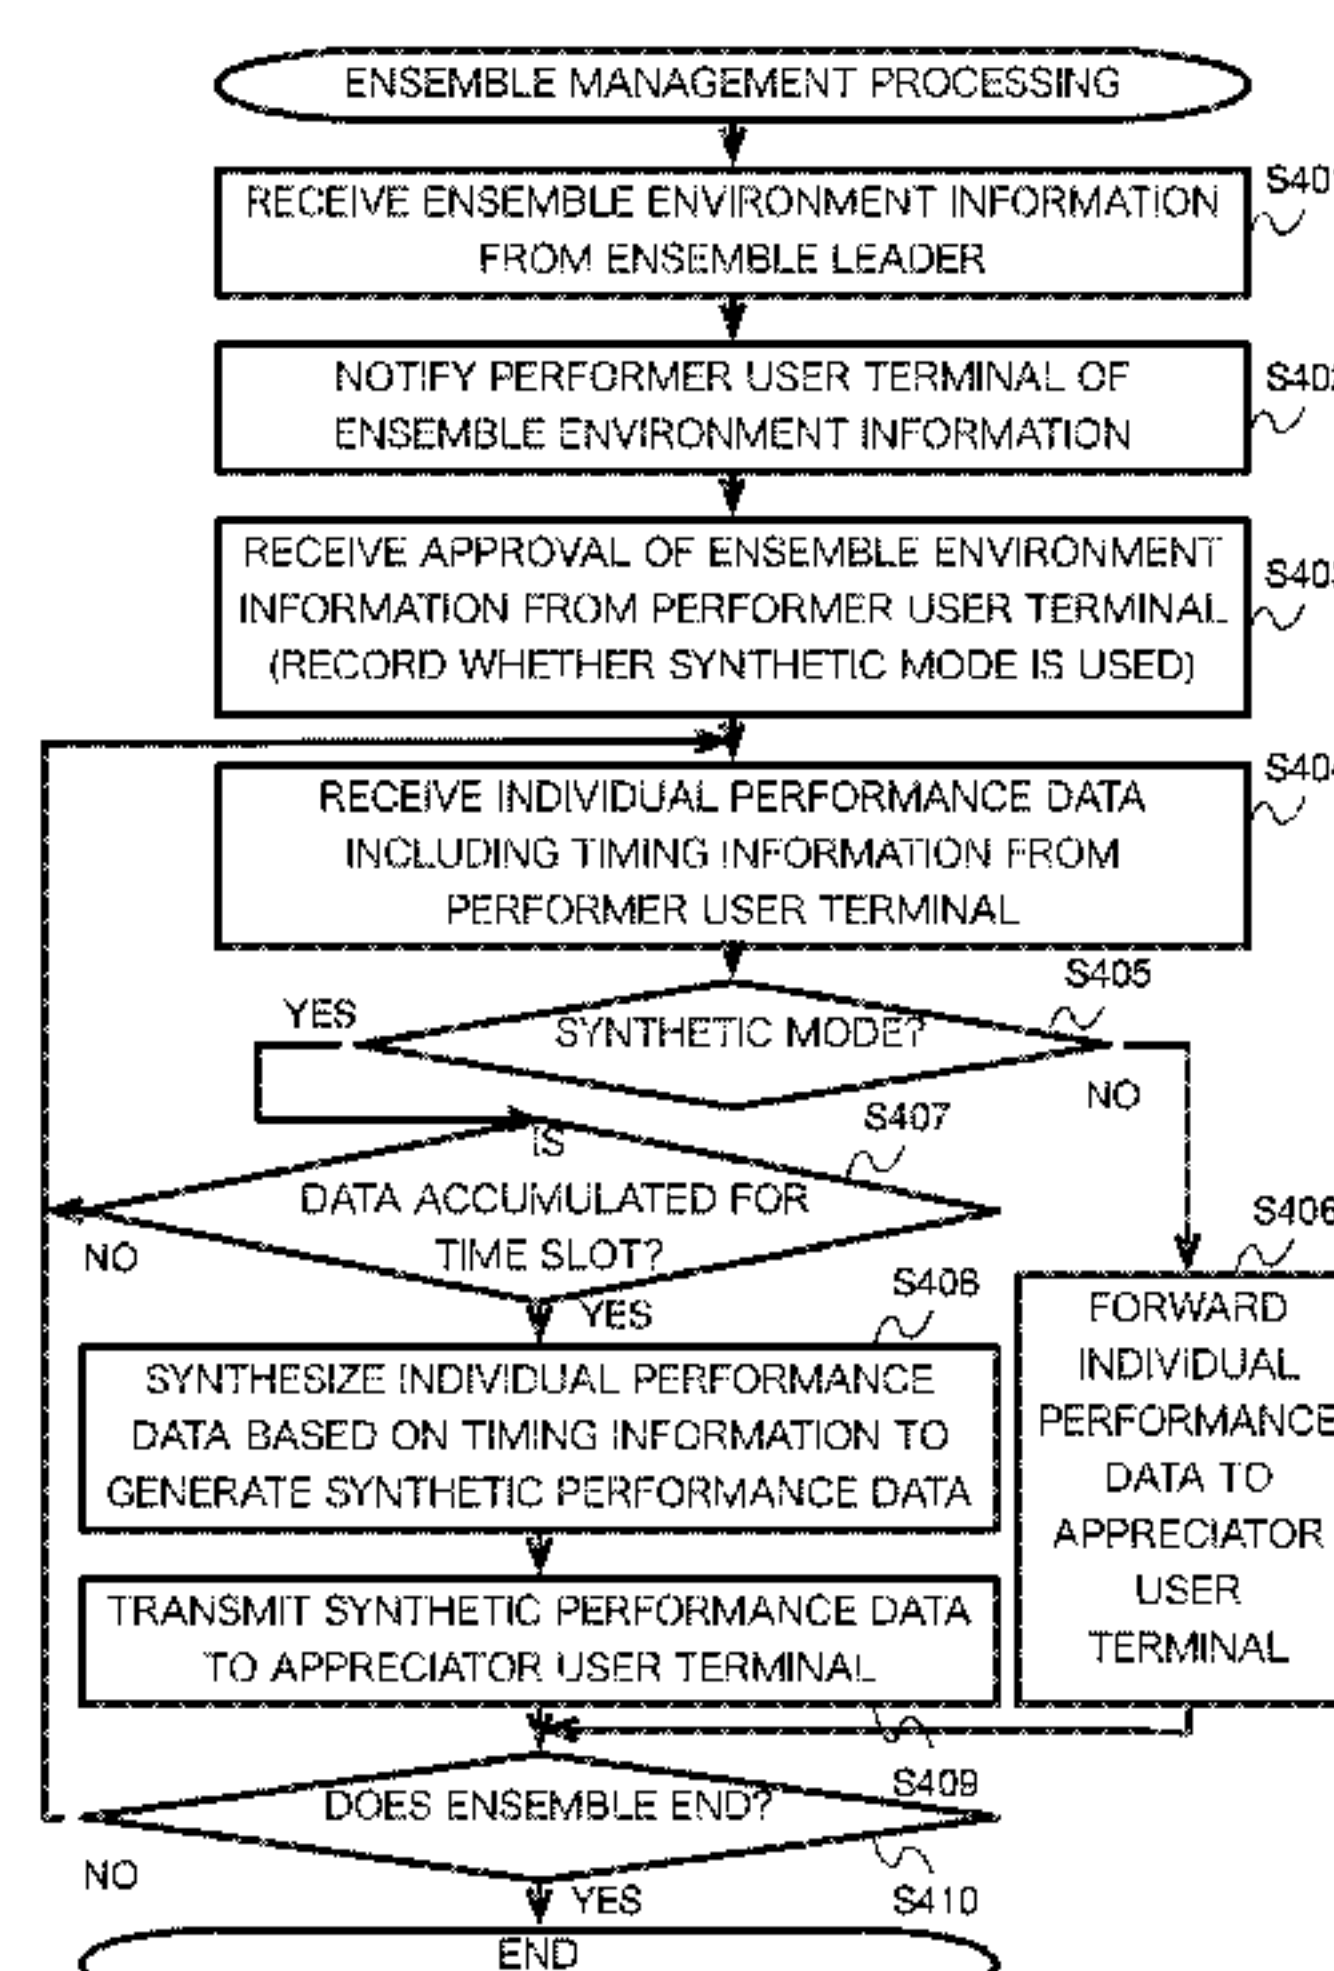 ENSEMBLE MANAGEMENT PROCESSING
RECEIVE ENSEMBLE ENVIRONMENT INFORMATION
FROM ENSEMBLE LEADER
S401
NOTIFY PERFORMER USER TERMINAL OF
ENSEMBLE ENVIRONMENT INFORMATION
S402
RECEIVE APPROVAL OF ENSEMBLE ENVIRONMENT
INFORMATION FROM PERFORMER USER TERMINAL
(RECORD WHETHER SYNTHETIC MODE IS USED)
S403
RECEIVE INDIVIDUAL PERFORMANCE DATA
INCLUDING TIMING INFORMATION FROM
PERFORMER USER TERMINAL
S404
S405
YES
SYNTHETIC MODE?
NO
S407
IS
DATA ACCUMULATED FOR
TIME SLOT?
NO
YES
S406
FORWARD
INDIVIDUAL
PERFORMANCE
DATA TO
APPRECIATOR
USER
TERMINAL
S408
SYNTHESIZE INDIVIDUAL PERFORMANCE
DATA BASED ON TIMING INFORMATION TO
GENERATE SYNTHETIC PERFORMANCE DATA
TRANSMIT SYNTHETIC PERFORMANCE DATA
TO APPRECIATOR USER TERMINAL
S409
DOES ENSEMBLE END?
NO
YES
S410
END